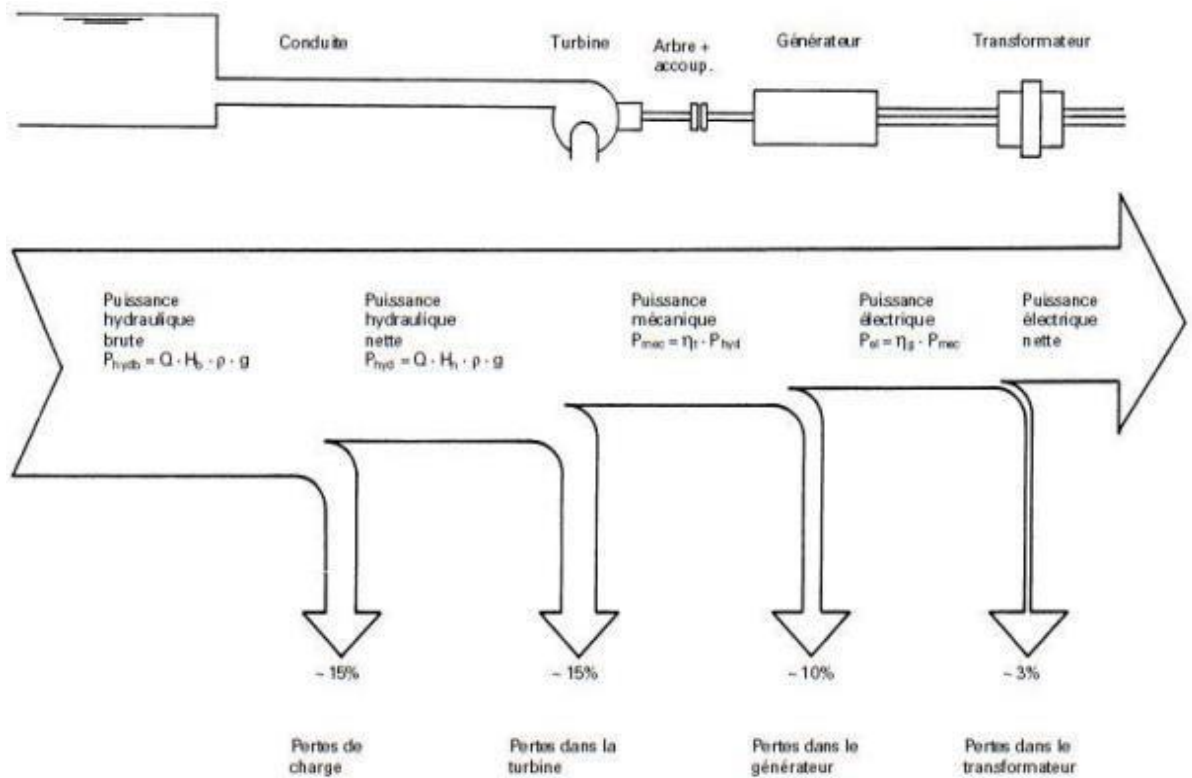 Conduite
Turbine
Arbre +
accoup.
Générateur
Transformateur
Puissance
hydraulique
brute
P_hydb = Q · H_b · ρ · g
Puissance
hydraulique
nette
P_hyd = Q · H_n · ρ · g
Puissance
mécanique
P_mec = η_t · P_hyd
Puissance
électrique
P_el = η_g · P_mec
Puissance
électrique
nette
~ 15%
~ 15%
~ 10%
~ 3%
Pertes de
charge
Pertes dans la
turbine
Pertes dans le
générateur
Pertes dans le
transformateur